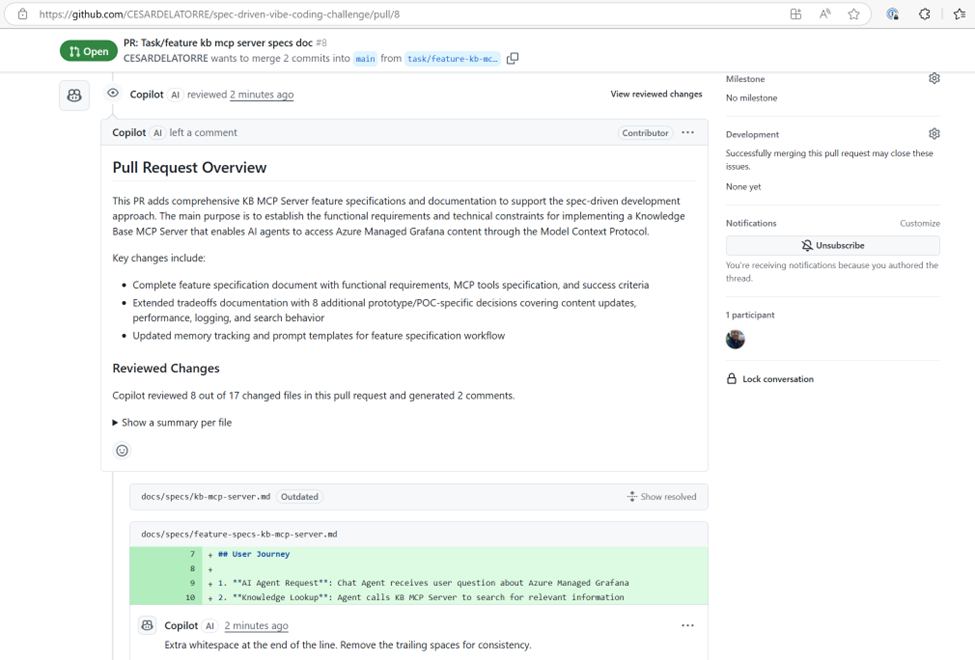 https://github.com/CESARDELATORRE/spec-driven-vibe-coding-challenge/pull/8
Open
PR: Task/feature kb mcp server specs doc #8
CESARDELATORRE wants to merge 2 commits into main from task/feature-kb-mc…
Copilot AI reviewed 2 minutes ago
View reviewed changes
Copilot AI left a comment
Contributor
Pull Request Overview
This PR adds comprehensive KB MCP Server feature specifications and documentation to support the spec-driven development
approach. The main purpose is to establish the functional requirements and technical constraints for implementing a Knowledge
Base MCP Server that enables AI agents to access Azure Managed Grafana content through the Model Context Protocol.
Key changes include:
• Complete feature specification document with functional requirements, MCP tools specification, and success criteria
• Extended tradeoffs documentation with 8 additional prototype/POC-specific decisions covering content updates,
performance, logging, and search behavior
• Updated memory tracking and prompt templates for feature specification workflow
Reviewed Changes
Copilot reviewed 8 out of 17 changed files in this pull request and generated 2 comments.
Show a summary per file
docs/specs/kb-mcp-server.md Outdated
Show resolved
docs/specs/feature-specs-kb-mcp-server.md
7 + ## User Journey
8 +
9 + 1. **AI Agent Request**: Chat Agent receives user question about Azure Managed Grafana
10 + 2. **Knowledge Lookup**: Agent calls KB MCP Server to search for relevant information
Copilot AI 2 minutes ago
Extra whitespace at the end of the line. Remove the trailing spaces for consistency.
Milestone
No milestone
Development
Successfully merging this pull request may close these
issues.
None yet
Notifications
Customize
Unsubscribe
You're receiving notifications because you authored the
thread.
1 participant
Lock conversation